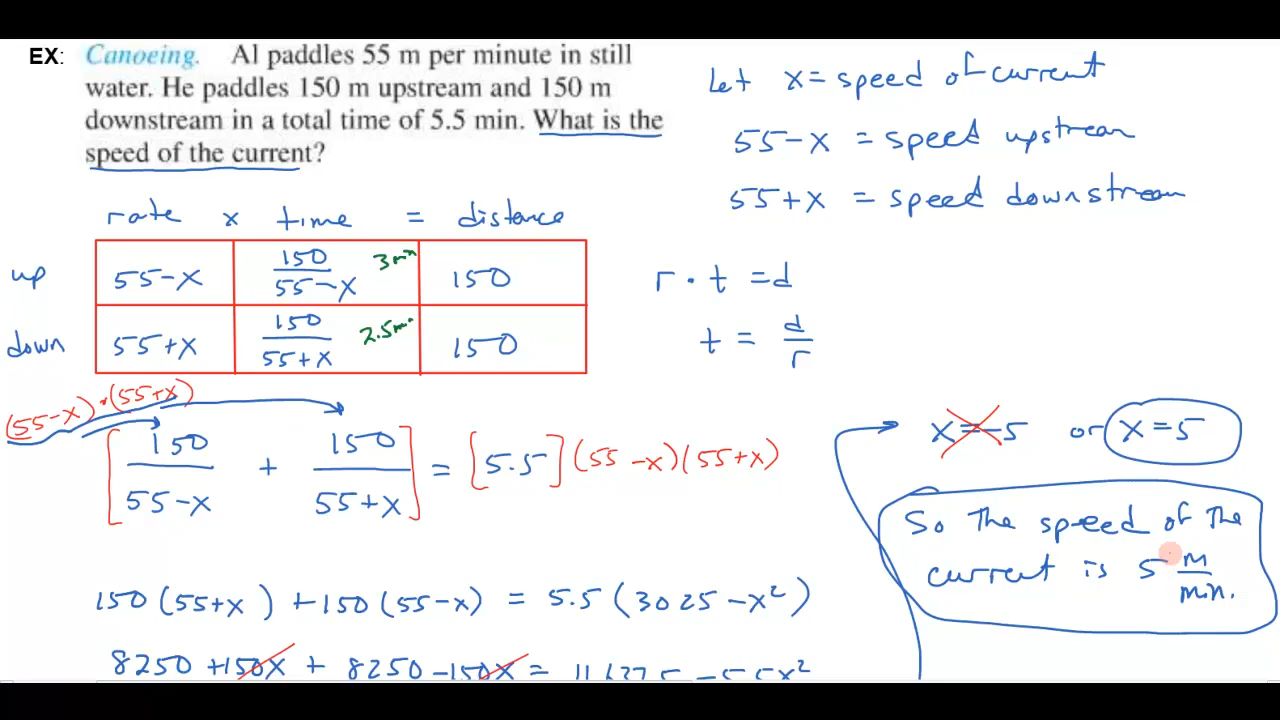 EX: Canoeing. Al paddles 55 m per minute in still
water. He paddles 150 m upstream and 150 m
downstream in a total time of 5.5 min. What is the
speed of the current?
Let x = speed of current
55-x = speed upstream
55+x = speed downstream
rate x time = distance
up 55-x 150/(55-x) 3 min 150
down 55+x 150/(55+x) 2.5 min 150
r · t = d
t = d/r
(55-x)·(55+x)
[150/(55-x) + 150/(55+x)] = [5.5](55-x)(55+x)
150(55+x) + 150(55-x) = 5.5(3025-x²)
8250 +150x + 8250 -150x =
x=-5 or x=5
So the speed of the
current is 5 m/min.